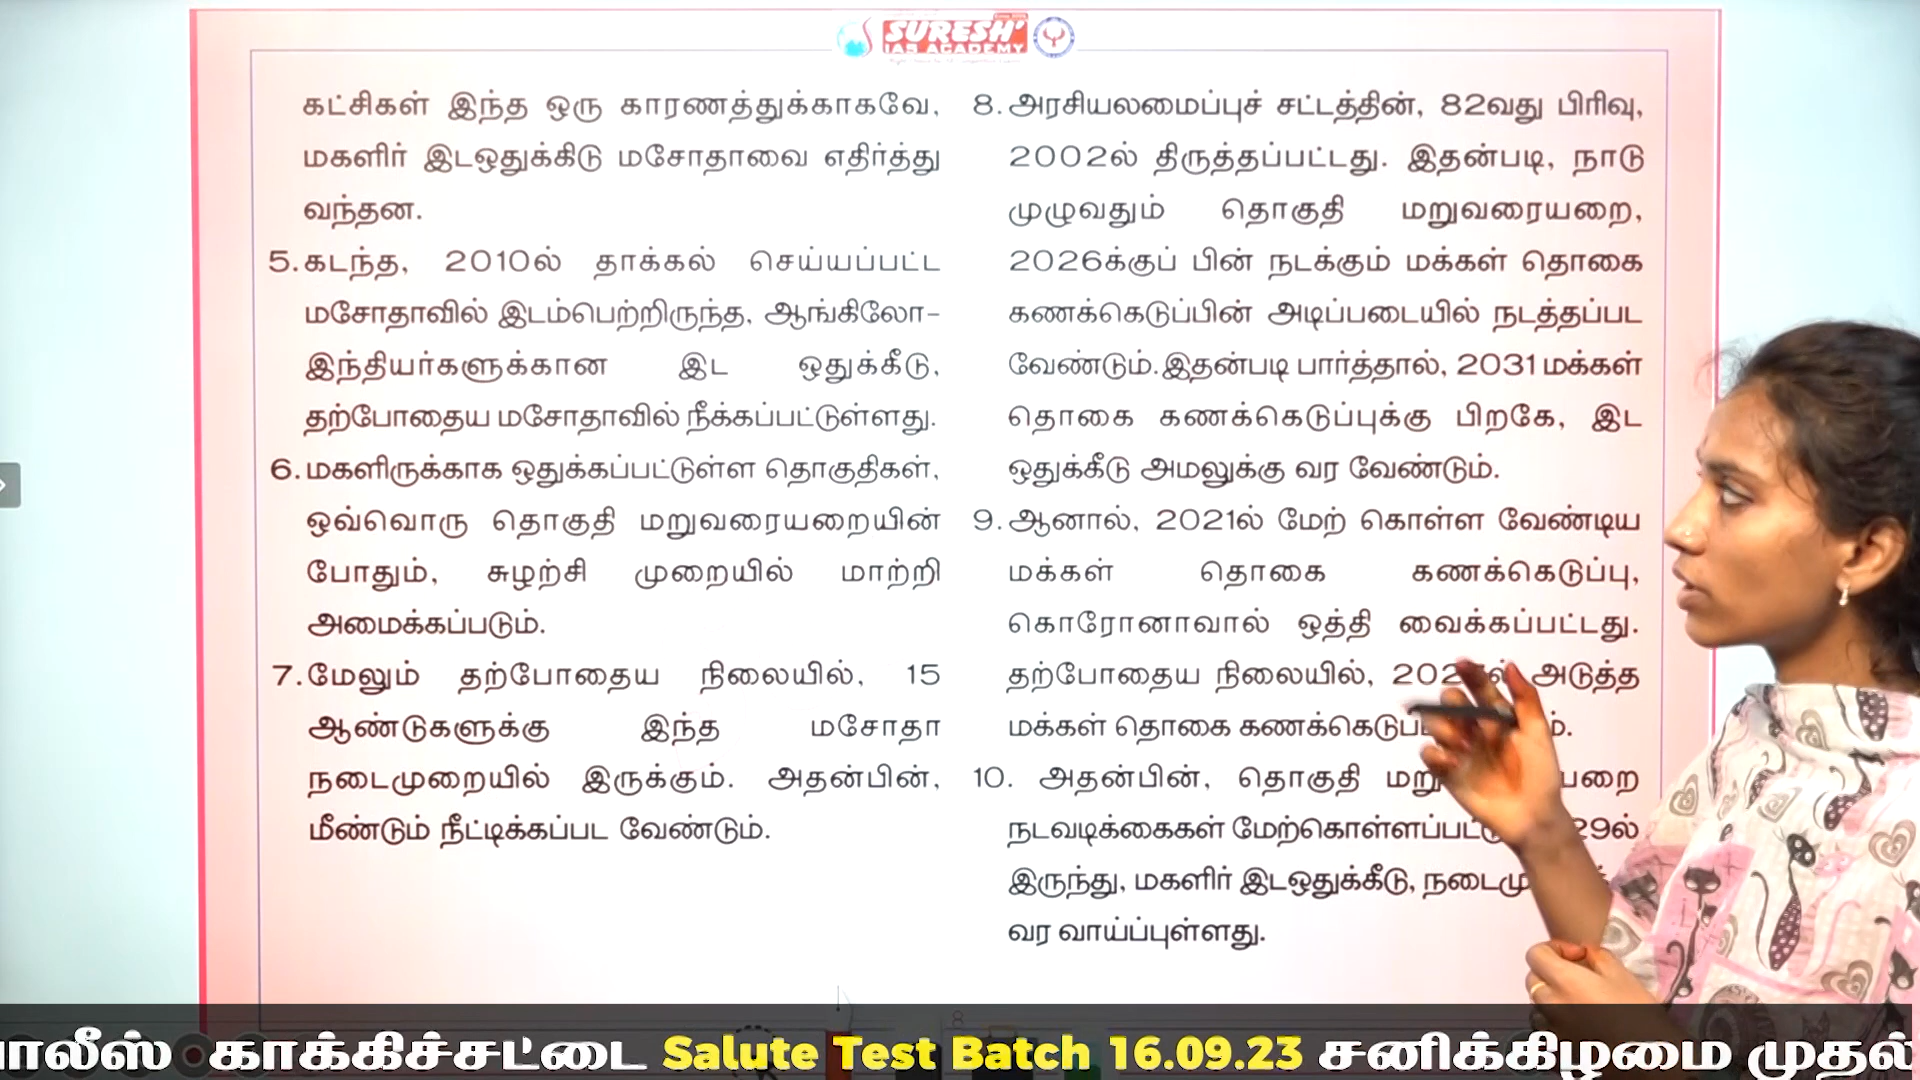 SURESH'
IAS ACADEMY
கட்சிகள் இந்த ஒரு காரணத்துக்காகவே,
மகளிர் இடஒதுக்கிடு மசோதாவை எதிர்த்து
வந்தன.
5. கடந்த, 2010ல் தாக்கல் செய்யப்பட்ட
மசோதாவில் இடம்பெற்றிருந்த, ஆங்கிலோ-
இந்தியர்களுக்கான இட ஒதுக்கீடு,
தற்போதைய மசோதாவில் நீக்கப்பட்டுள்ளது.
6. மகளிருக்காக ஒதுக்கப்பட்டுள்ள தொகுதிகள்,
ஒவ்வொரு தொகுதி மறுவரையறையின்
போதும், சுழற்சி முறையில் மாற்றி
அமைக்கப்படும்.
7. மேலும் தற்போதைய நிலையில், 15
ஆண்டுகளுக்கு இந்த மசோதா
நடைமுறையில் இருக்கும். அதன்பின்,
மீண்டும் நீட்டிக்கப்பட வேண்டும்.
8. அரசியலமைப்புச் சட்டத்தின், 82வது பிரிவு,
2002ல் திருத்தப்பட்டது. இதன்படி, நாடு
முழுவதும் தொகுதி மறுவரையறை,
2026க்குப் பின் நடக்கும் மக்கள் தொகை
கணக்கெடுப்பின் அடிப்படையில் நடத்தப்பட
வேண்டும்.இதன்படி பார்த்தால், 2031 மக்கள்
தொகை கணக்கெடுப்புக்கு பிறகே, இட
ஒதுக்கீடு அமலுக்கு வர வேண்டும்.
9. ஆனால், 2021ல் மேற் கொள்ள வேண்டிய
மக்கள் தொகை கணக்கெடுப்பு,
கொரோனாவால் ஒத்தி வைக்கப்பட்டது.
தற்போதைய நிலையில், அடுத்த
மக்கள் தொகை
10. அதன்பின், தொகுதி
நடவடிக்கைகள்
இருந்து, மகளிர் இடஒதுக்கீடு,
வர வாய்ப்புள்ளது.
காக்கிச்சட்டை Salute Test Batch 16.09.23 சனிக்கிழமை முதல்